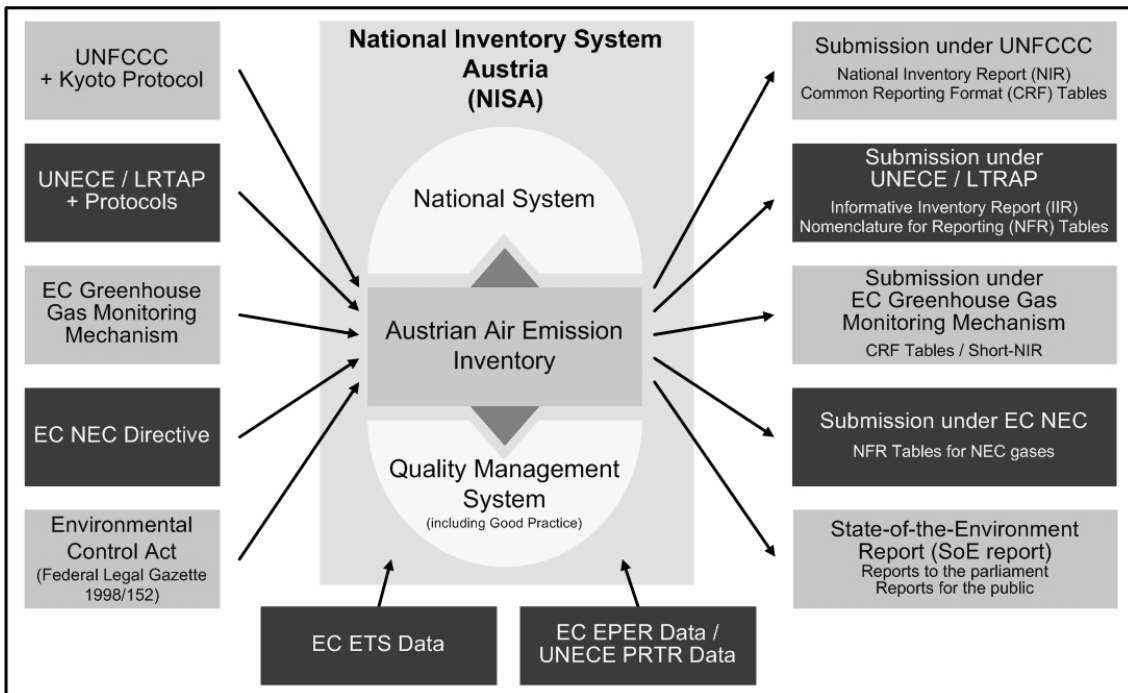 UNFCCC
+ Kyoto Protocol
UNECE / LRTAP
+ Protocols
EC Greenhouse
Gas Monitoring
Mechanism
EC NEC Directive
Environmental
Control Act
(Federal Legal Gazette
1998/152)
National Inventory System
Austria
(NISA)
National System
Austrian Air Emission
Inventory
Quality Management
System
(including Good Practice)
EC ETS Data
EC EPER Data /
UNECE PRTR Data
Submission under UNFCCC
National Inventory Report (NIR)
Common Reporting Format (CRF) Tables
Submission under
UNECE / LTRAP
Informative Inventory Report (IIR)
Nomenclature for Reporting (NFR) Tables
Submission under
EC Greenhouse Gas
Monitoring Mechanism
CRF Tables / Short-NIR
Submission under EC NEC
NFR Tables for NEC gases
State-of-the-Environment
Report (SoE report)
Reports to the parliament
Reports for the public